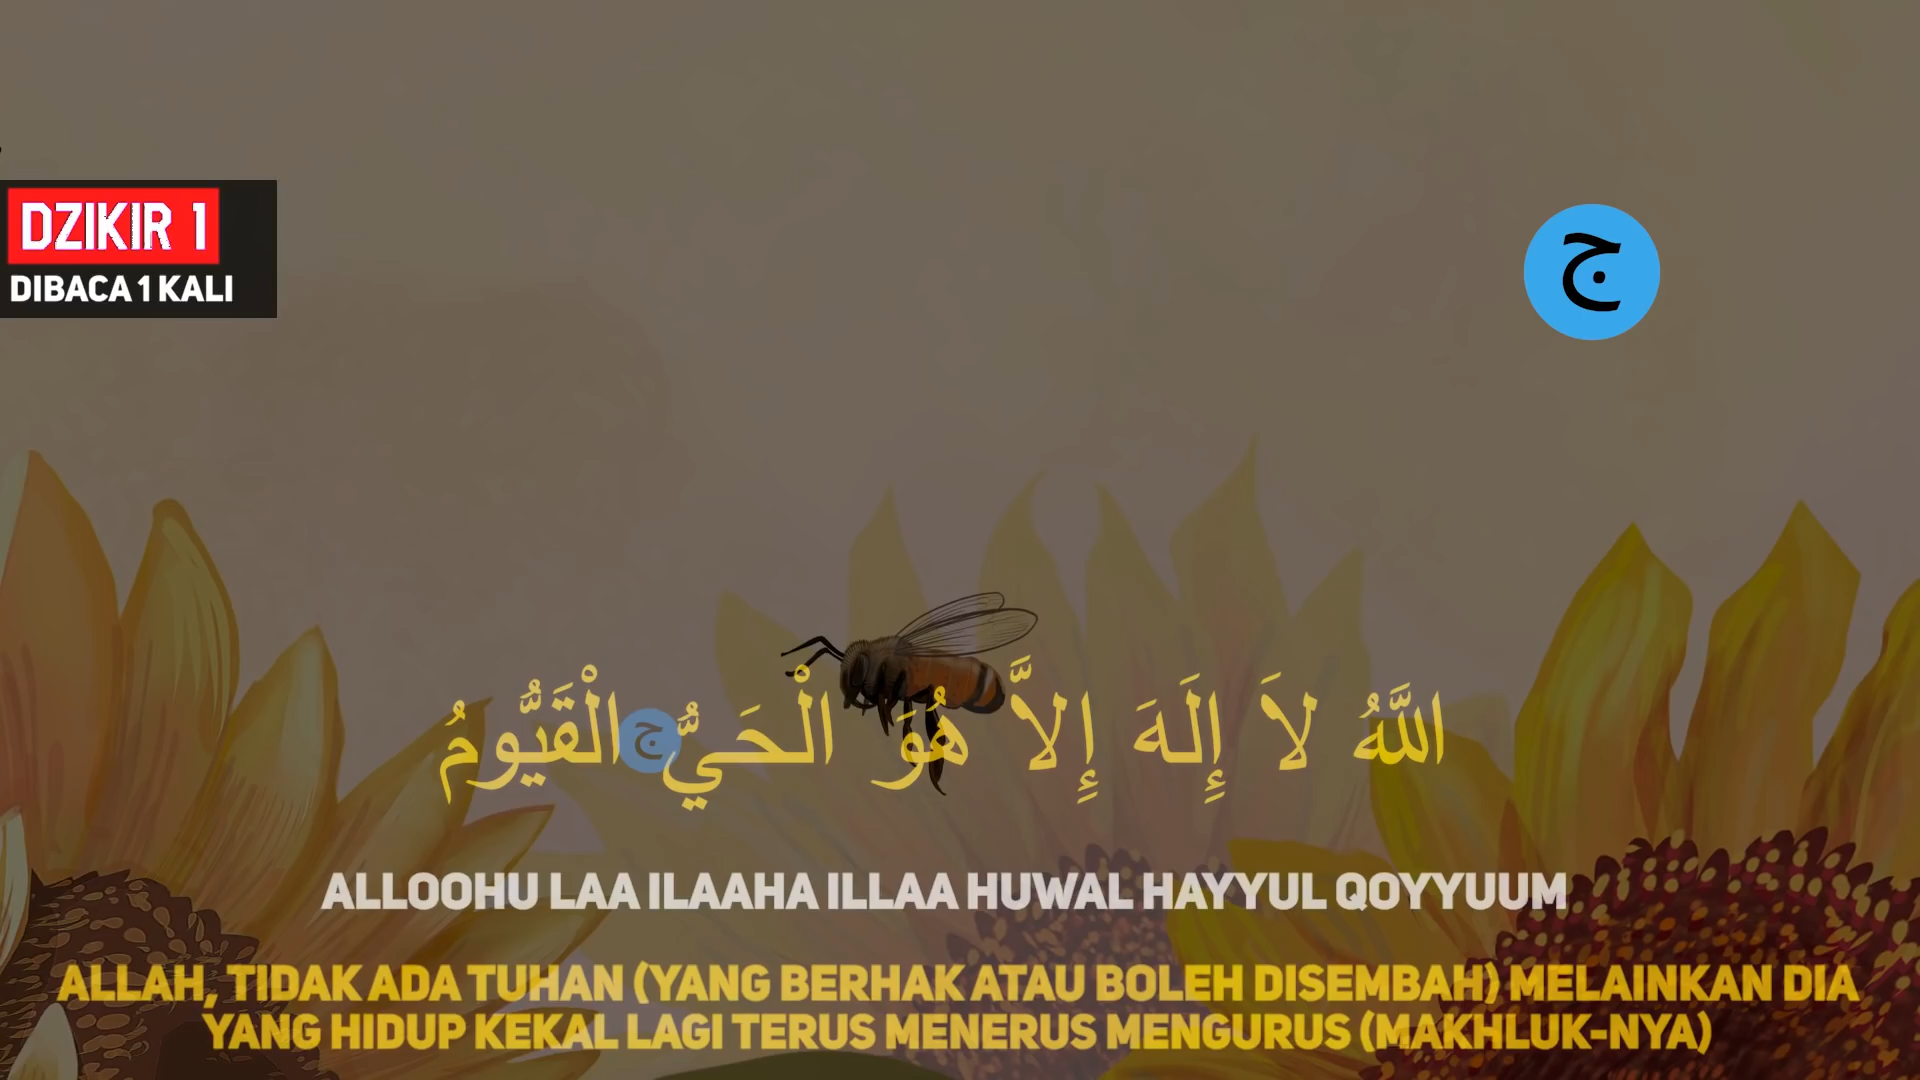 DZIKIR 1
DIBACA 1 KALI
ج
اللَّهُ لاَ إِلَهَ إِلاَّ هُوَ الْحَيُّ ج الْقَيُّومُ
ALLOOHU LAA ILAAHA ILLAA HUWAL HAYYUL QOYYUUM
ALLAH, TIDAK ADA TUHAN (YANG BERHAK ATAU BOLEH DISEMBAH) MELAINKAN DIA
YANG HIDUP KEKAL LAGI TERUS MENERUS MENGURUS (MAKHLUK-NYA)